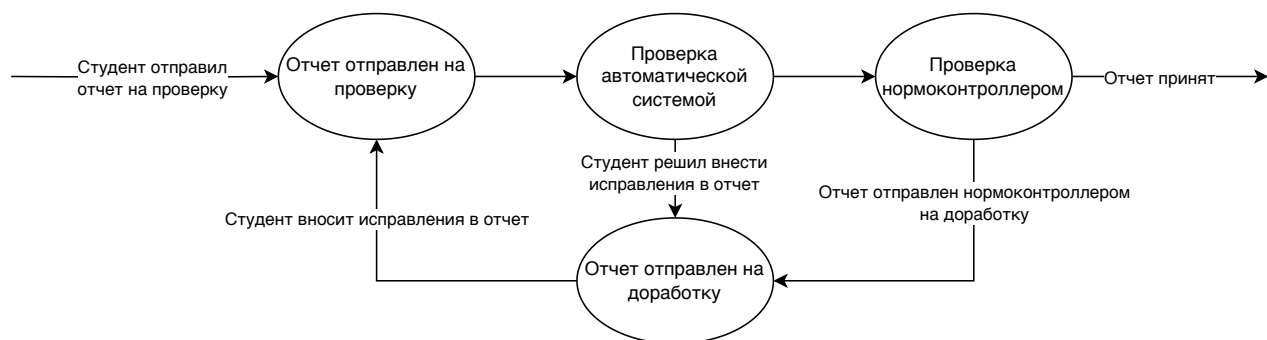 Студент отправил
отчет на проверку
Отчет отправлен на
проверку
Проверка
автоматической
системой
Проверка
нормоконтроллером
Отчет принят
Студент решил внести
исправления в отчет
Отчет отправлен нормоконтроллером
на доработку
Студент вносит исправления в отчет
Отчет отправлен на
доработку